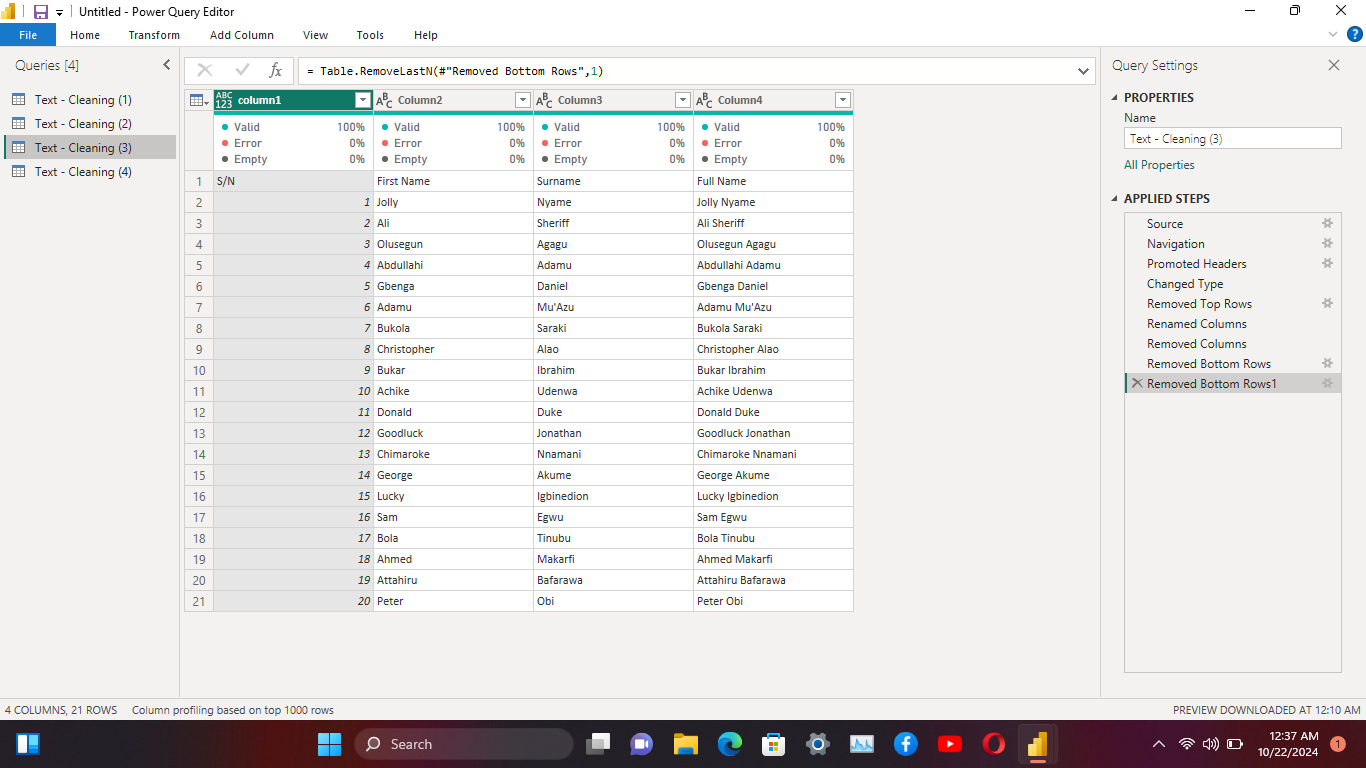 Untitled - Power Query Editor
File Home Transform Add Column View Tools Help ?
Queries [4]
Text - Cleaning (1)
Text - Cleaning (2)
Text - Cleaning (3)
Text - Cleaning (4)
fx = Table.RemoveLastN(#"Removed Bottom Rows",1)
ABC 123 column1 ABC Column2 ABC Column3 ABC Column4
Valid 100% Valid 100% Valid 100% Valid 100%
Error 0% Error 0% Error 0% Error 0%
Empty 0% Empty 0% Empty 0% Empty 0%
1 S/N First Name Surname Full Name
2 1 Jolly Nyame Jolly Nyame
3 2 Ali Sheriff Ali Sheriff
4 3 Olusegun Agagu Olusegun Agagu
5 4 Abdullahi Adamu Abdullahi Adamu
6 5 Gbenga Daniel Gbenga Daniel
7 6 Adamu Mu'Azu Adamu Mu'Azu
8 7 Bukola Saraki Bukola Saraki
9 8 Christopher Alao Christopher Alao
10 9 Bukar Ibrahim Bukar Ibrahim
11 10 Achike Udenwa Achike Udenwa
12 11 Donald Duke Donald Duke
13 12 Goodluck Jonathan Goodluck Jonathan
14 13 Chimaroke Nnamani Chimaroke Nnamani
15 14 George Akume George Akume
16 15 Lucky Igbinedion Lucky Igbinedion
17 16 Sam Egwu Sam Egwu
18 17 Bola Tinubu Bola Tinubu
19 18 Ahmed Makarfi Ahmed Makarfi
20 19 Attahiru Bafarawa Attahiru Bafarawa
21 20 Peter Obi Peter Obi
Query Settings
PROPERTIES
Name
Text - Cleaning (3)
All Properties
APPLIED STEPS
Source
Navigation
Promoted Headers
Changed Type
Removed Top Rows
Renamed Columns
Removed Columns
Removed Bottom Rows
Removed Bottom Rows1
4 COLUMNS, 21 ROWS Column profiling based on top 1000 rows PREVIEW DOWNLOADED AT 12:10 AM
Search
12:37 AM
10/22/2024
1